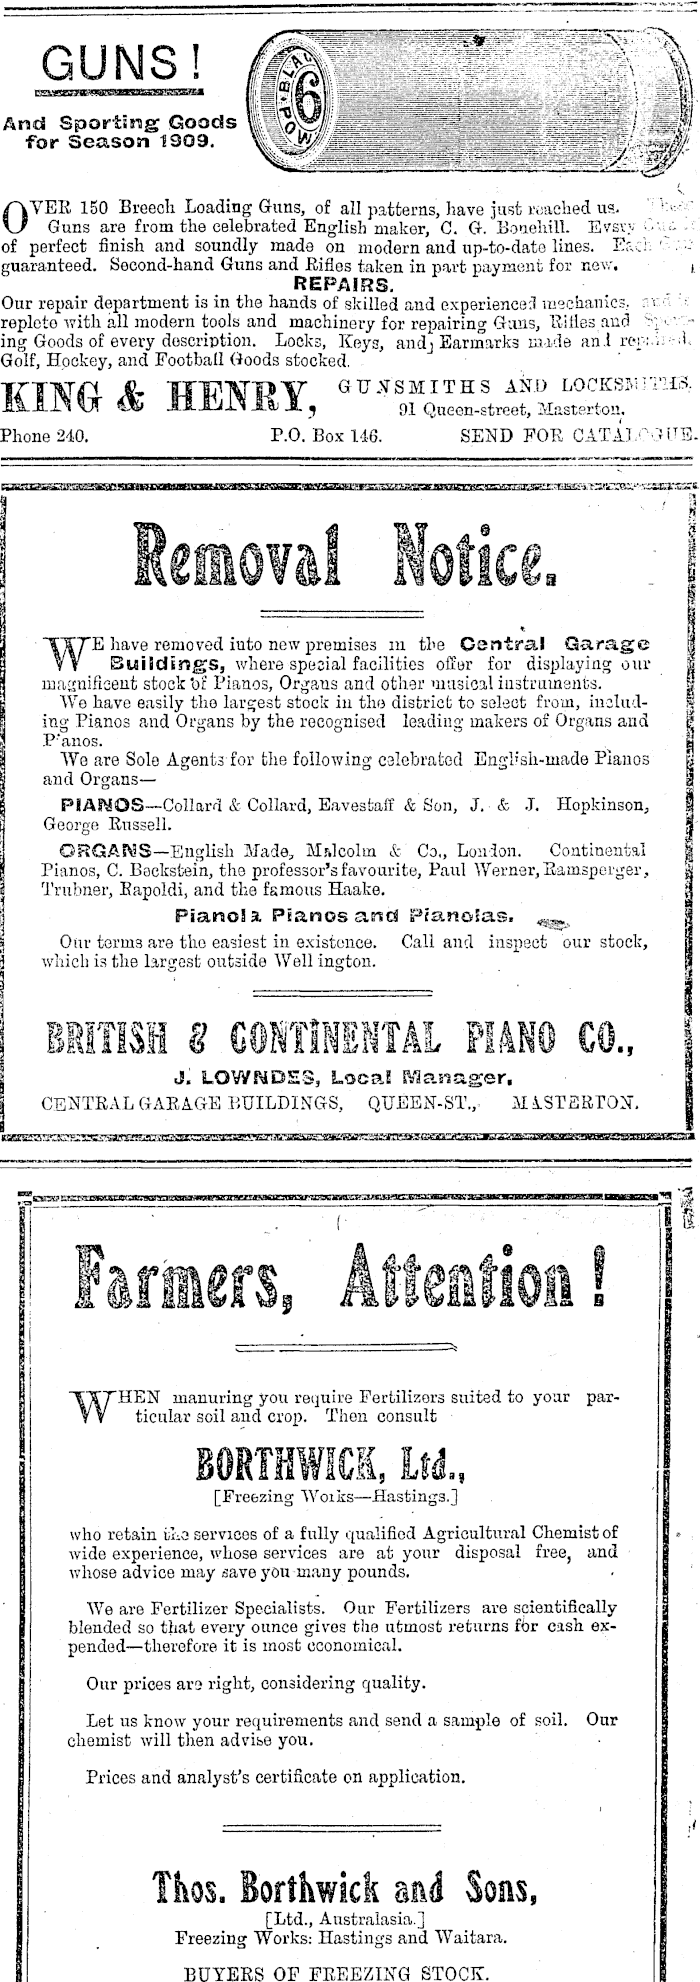 GUNS!
And Sporting Goods
for Season 1909.
BLACK POWD
6
OVER 150 Breech Loading Guns, of all patterns, have just reached us. These
Guns are from the celebrated English maker, C. G. Bonehill. Evsry Gun is
of perfect finish and soundly made on modern and up-to-date lines. Each Gun
guaranteed. Second-hand Guns and Rifles taken in part payment for new.
REPAIRS.
Our repair department is in the hands of skilled and experienced mechanics, and is
replete with all modern tools and machinery for repairing Guns, Rifles and Sport-
ing Goods of every description. Locks, Keys, and Earmarks made and repaired.
Golf, Hockey, and Football Goods stocked.
KING & HENRY, GUNSMITHS AND LOCKSMITHS.
91 Queen-street, Masterton.
Phone 240. P.O. Box 146. SEND FOR CATALOGUE.
Removal Notice.
WE have removed into new premises in the Central Garage
Buildings, where special facilities offer for displaying our
magnificent stock of Pianos, Organs and other musical instruments.
We have easily the largest stock in the district to select from, includ-
ing Pianos and Organs by the recognised leading makers of Organs and
Pianos.
We are Sole Agents for the following celebrated English-made Pianos
and Organs—
PIANOS—Collard & Collard, Eavestaff & Son, J. & J. Hopkinson,
George Russell.
ORGANS—English Made, Malcolm & Co., London. Continental
Pianos, C. Beckstein, the professor's favourite, Paul Werner, Ramsperger,
Trubner, Rapoldi, and the famous Haake.
Pianola Pianos and Pianolas.
Our terms are the easiest in existence. Call and inspect our stock,
which is the largest outside Wellington.
BRITISH & CONTINENTAL PIANO CO.,
J. LOWNDES, Local Manager.
CENTRAL GARAGE BUILDINGS, QUEEN-ST., MASTERTON.
Farmers, Attention!
WHEN manuring you require Fertilizers suited to your par-
ticular soil and crop. Then consult
BORTHWICK, Ltd.,
[Freezing Works—Hastings.]
who retain the services of a fully qualified Agricultural Chemist of
wide experience, whose services are at your disposal free, and
whose advice may save you many pounds.
We are Fertilizer Specialists. Our Fertilizers are scientifically
blended so that every ounce gives the utmost returns for cash ex-
pended—therefore it is most economical.
Our prices are right, considering quality.
Let us know your requirements and send a sample of soil. Our
chemist will then advise you.
Prices and analyst's certificate on application.
Thos. Borthwick and Sons,
[Ltd., Australasia.]
Freezing Works: Hastings and Waitara.
BUYERS OF FREEZING STOCK.